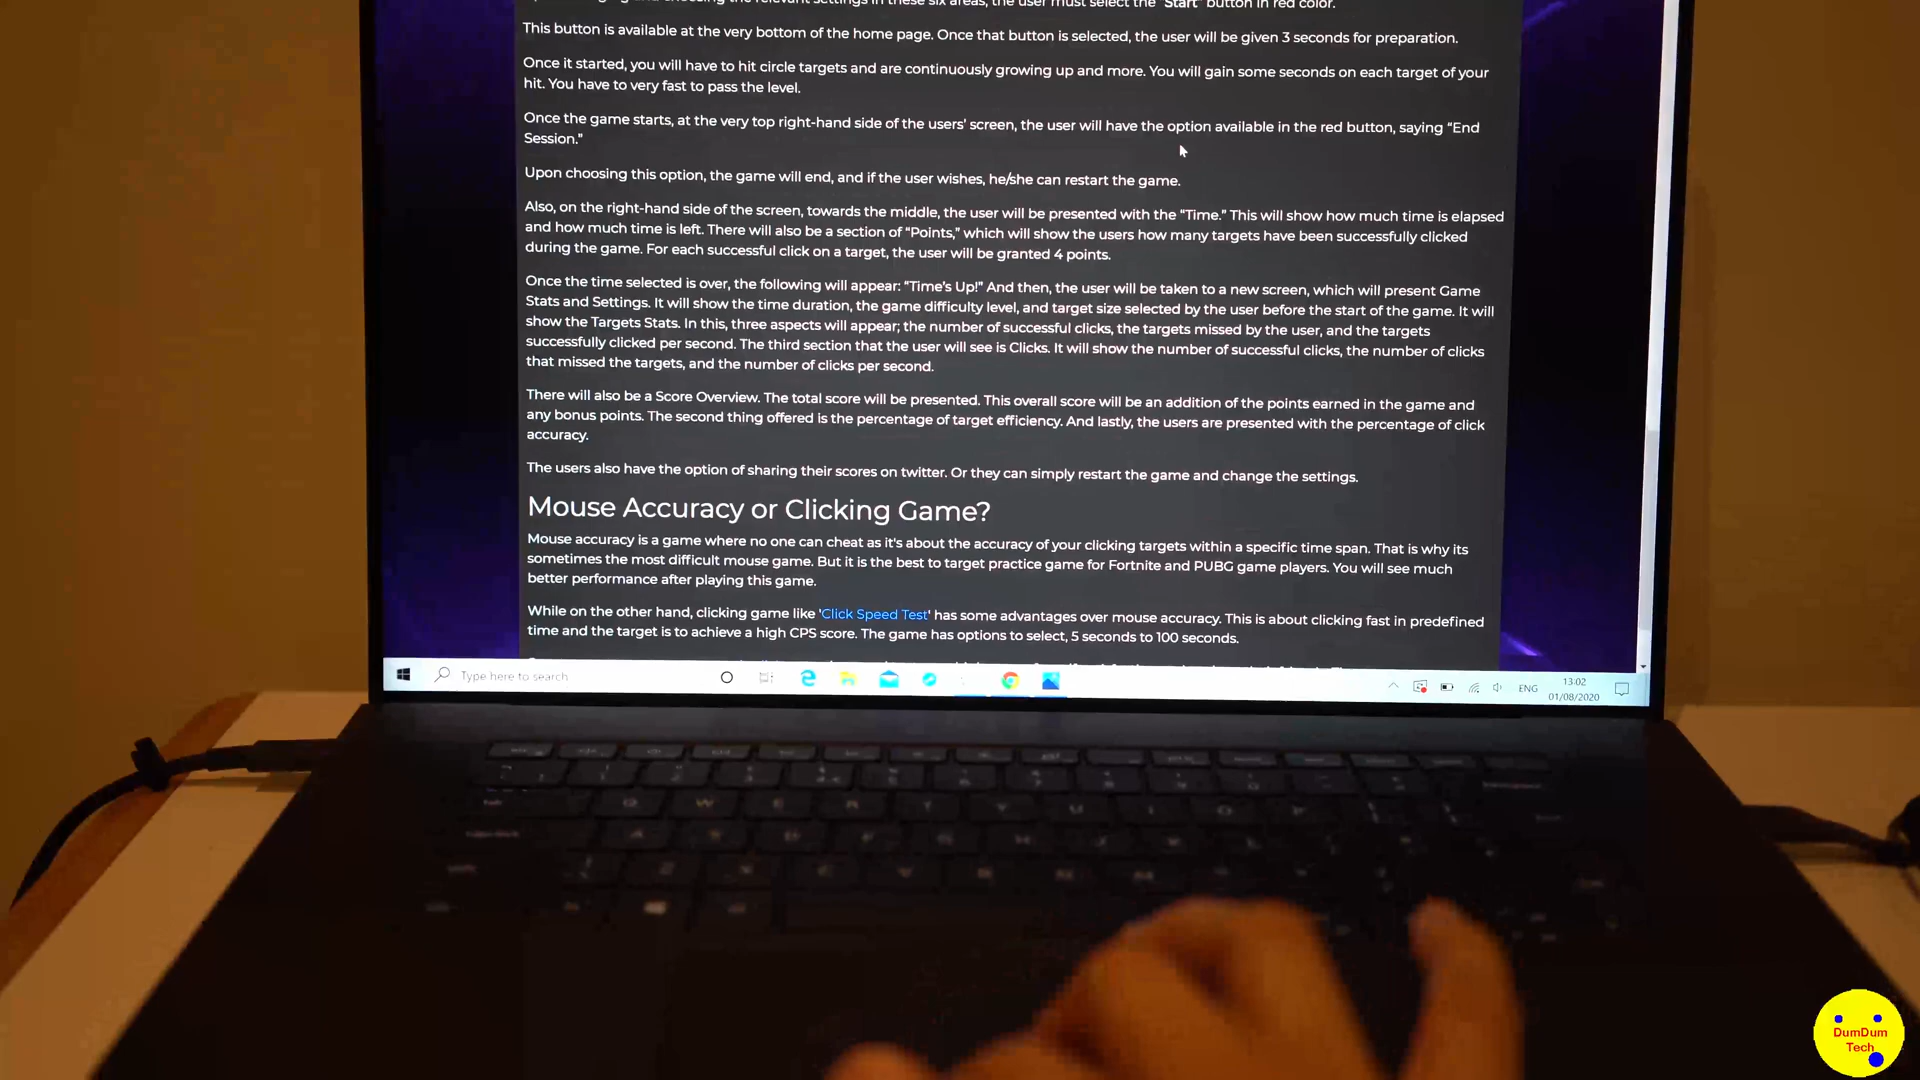 the user must select the "Start" button in red color.
This button is available at the very bottom of the home page. Once that button is selected, the user will be given 3 seconds for preparation.
Once it started, you will have to hit circle targets and are continuously growing up and more. You will gain some seconds on each target of your
hit. You have to very fast to pass the level.
Once the game starts, at the very top right-hand side of the users' screen, the user will have the option available in the red button, saying "End
Session."
Upon choosing this option, the game will end, and if the user wishes, he/she can restart the game.
Also, on the right-hand side of the screen, towards the middle, the user will be presented with the "Time." This will show how much time is elapsed
and how much time is left. There will also be a section of "Points," which will show the users how many targets have been successfully clicked
during the game. For each successful click on a target, the user will be granted 4 points.
Once the time selected is over, the following will appear: "Time's Up!" And then, the user will be taken to a new screen, which will present Game
Stats and Settings. It will show the time duration, the game difficulty level, and target size selected by the user before the start of the game. It will
show the Targets Stats. In this, three aspects will appear; the number of successful clicks, the targets missed by the user, and the targets
successfully clicked per second. The third section that the user will see is Clicks. It will show the number of successful clicks, the number of clicks
that missed the targets, and the number of clicks per second.
There will also be a Score Overview. The total score will be presented. This overall score will be an addition of the points earned in the game and
any bonus points. The second thing offered is the percentage of target efficiency. And lastly, the users are presented with the percentage of click
accuracy.
The users also have the option of sharing their scores on twitter. Or they can simply restart the game and change the settings.
Mouse Accuracy or Clicking Game?
Mouse accuracy is a game where no one can cheat as it's about the accuracy of your clicking targets within a specific time span. That is why its
sometimes the most difficult mouse game. But it is the best to target practice game for Fortnite and PUBG game players. You will see much
better performance after playing this game.
While on the other hand, clicking game like 'Click Speed Test' has some advantages over mouse accuracy. This is about clicking fast in predefined
time and the target is to achieve a high CPS score. The game has options to select, 5 seconds to 100 seconds.
Type here to search
ENG
13:02
01/08/2020
DumDum
Tech